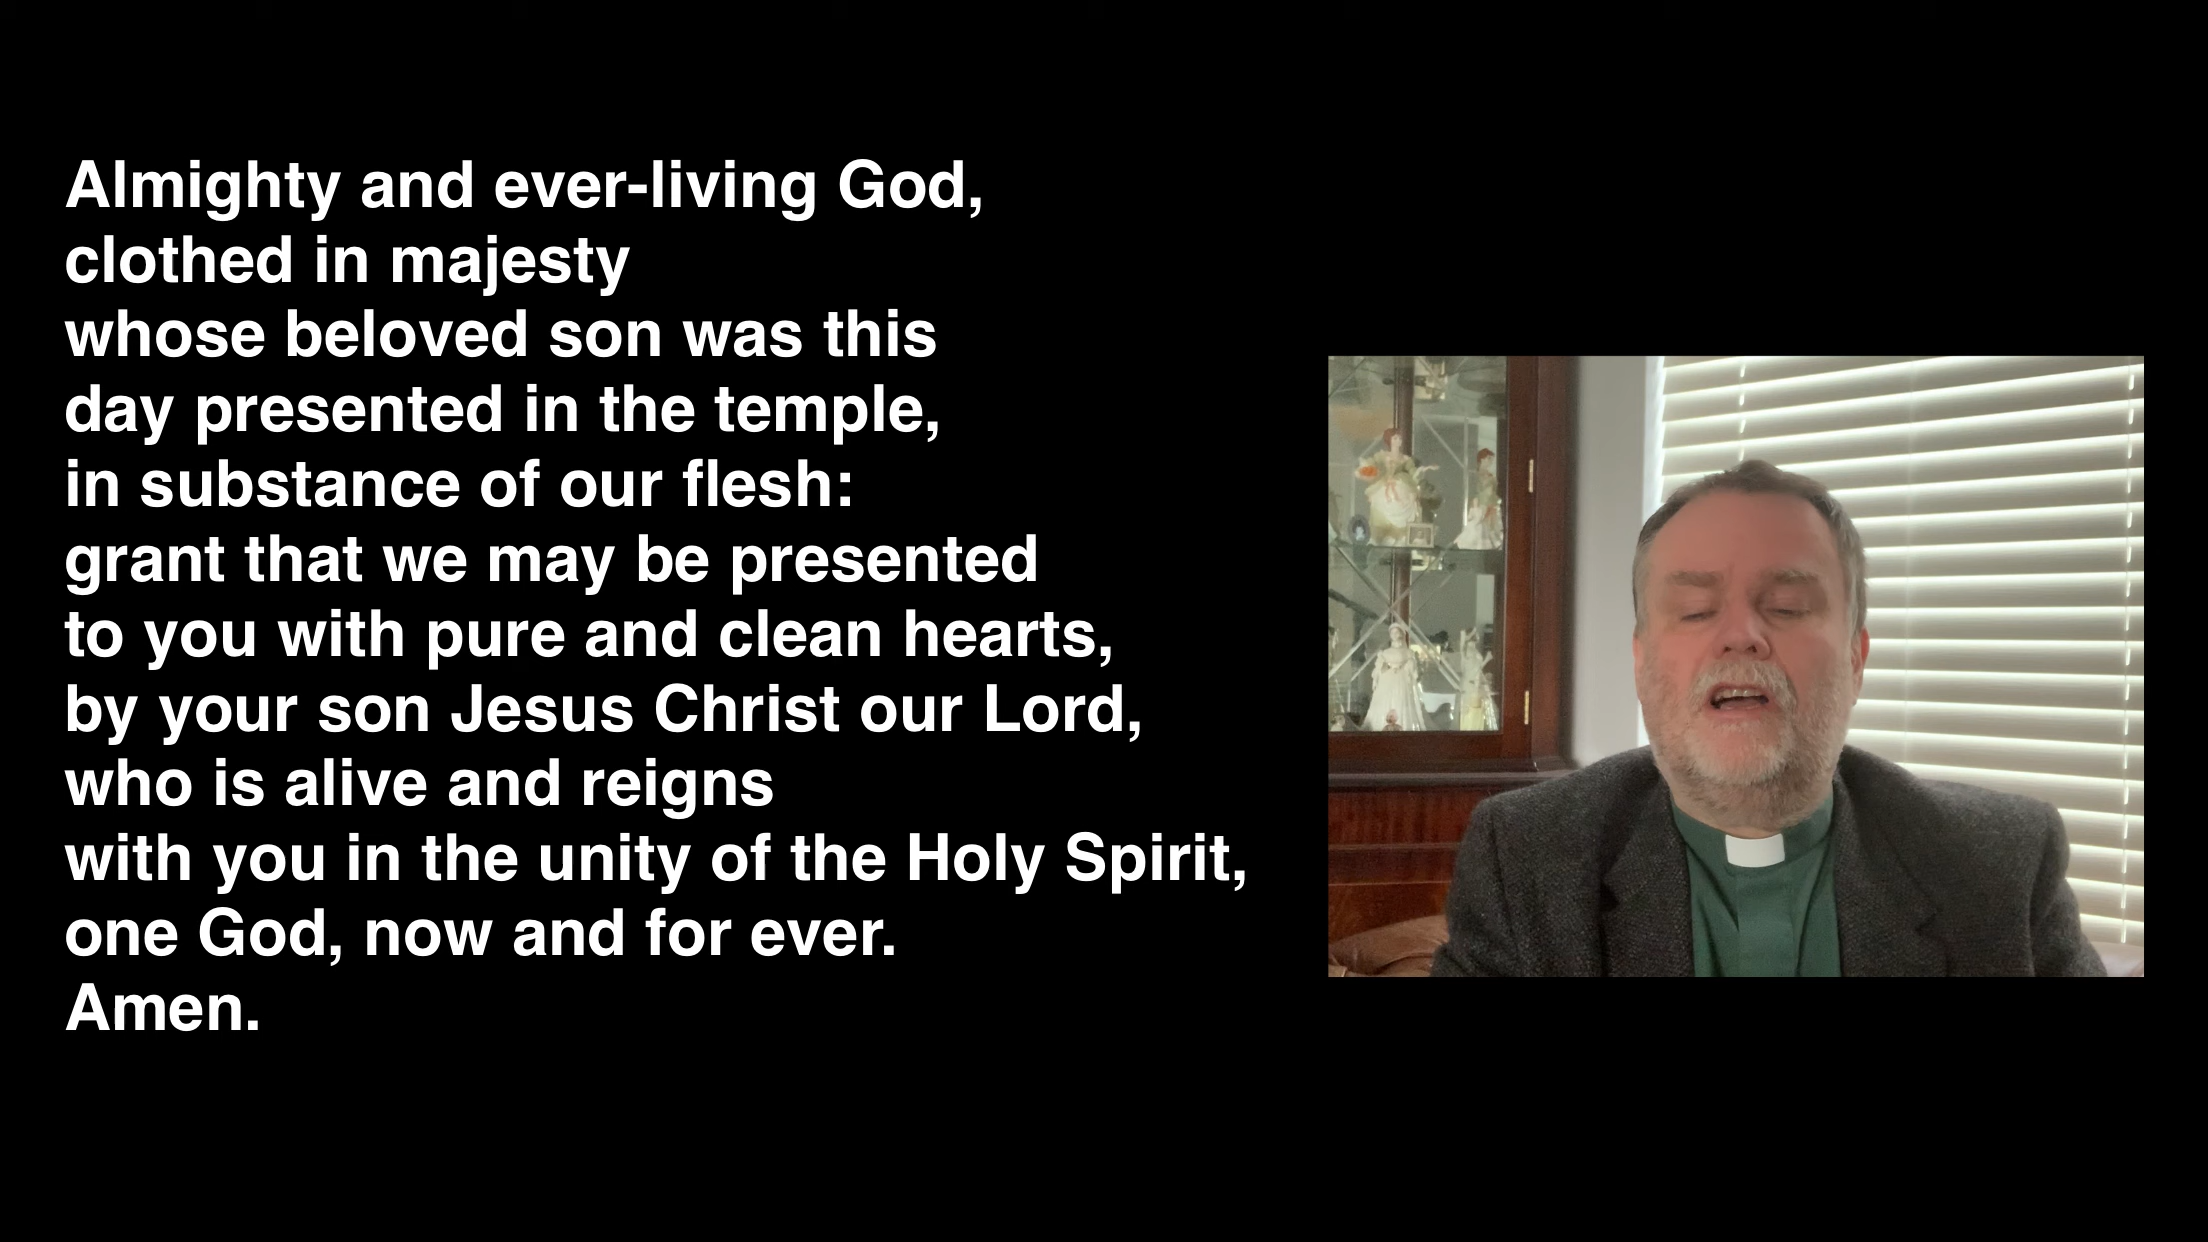 Almighty and ever-living God,
clothed in majesty
whose beloved son was this
day presented in the temple,
in substance of our flesh:
grant that we may be presented
to you with pure and clean hearts,
by your son Jesus Christ our Lord,
who is alive and reigns
with you in the unity of the Holy Spirit,
one God, now and for ever.
Amen.